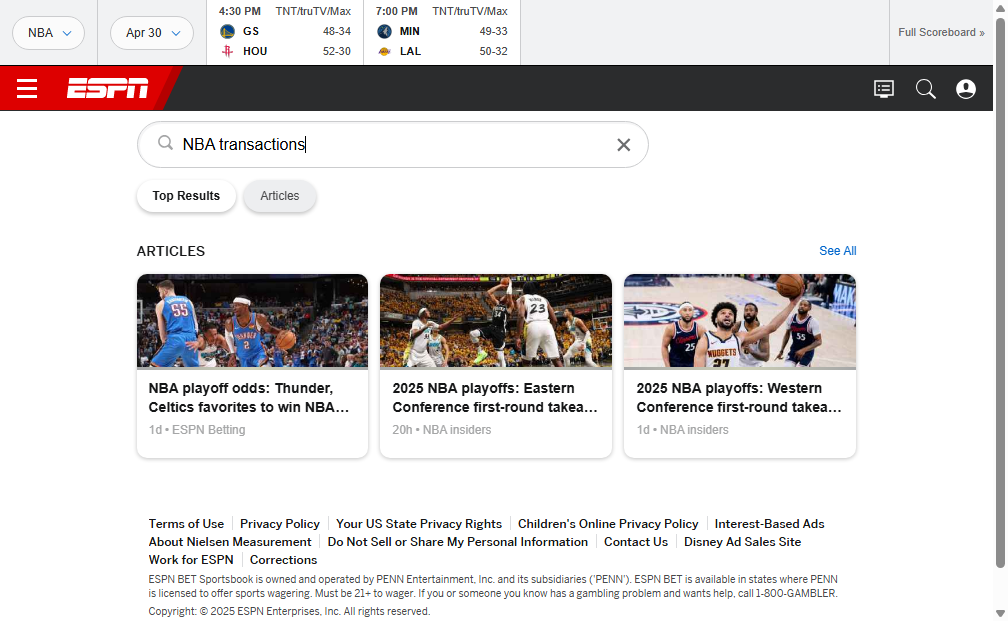 NBA
Apr 30
4:30 PM TNT/truTV/Max
GS 48-34
HOU 52-30
7:00 PM TNT/truTV/Max
MIN 49-33
LAL 50-32
Full Scoreboard »
ESPN
NBA transactions
Top Results
Articles
ARTICLES
See All
NBA playoff odds: Thunder,
Celtics favorites to win NBA…
1d • ESPN Betting
2025 NBA playoffs: Eastern
Conference first-round takea…
20h • NBA insiders
2025 NBA playoffs: Western
Conference first-round takea…
1d • NBA insiders
55
2
34
23
25
NUGGETS
27
55
Terms of Use Privacy Policy Your US State Privacy Rights Children's Online Privacy Policy Interest-Based Ads
About Nielsen Measurement Do Not Sell or Share My Personal Information Contact Us Disney Ad Sales Site
Work for ESPN Corrections
ESPN BET Sportsbook is owned and operated by PENN Entertainment, Inc. and its subsidiaries ('PENN'). ESPN BET is available in states where PENN
is licensed to offer sports wagering. Must be 21+ to wager. If you or someone you know has a gambling problem and wants help, call 1-800-GAMBLER.
Copyright: © 2025 ESPN Enterprises, Inc. All rights reserved.